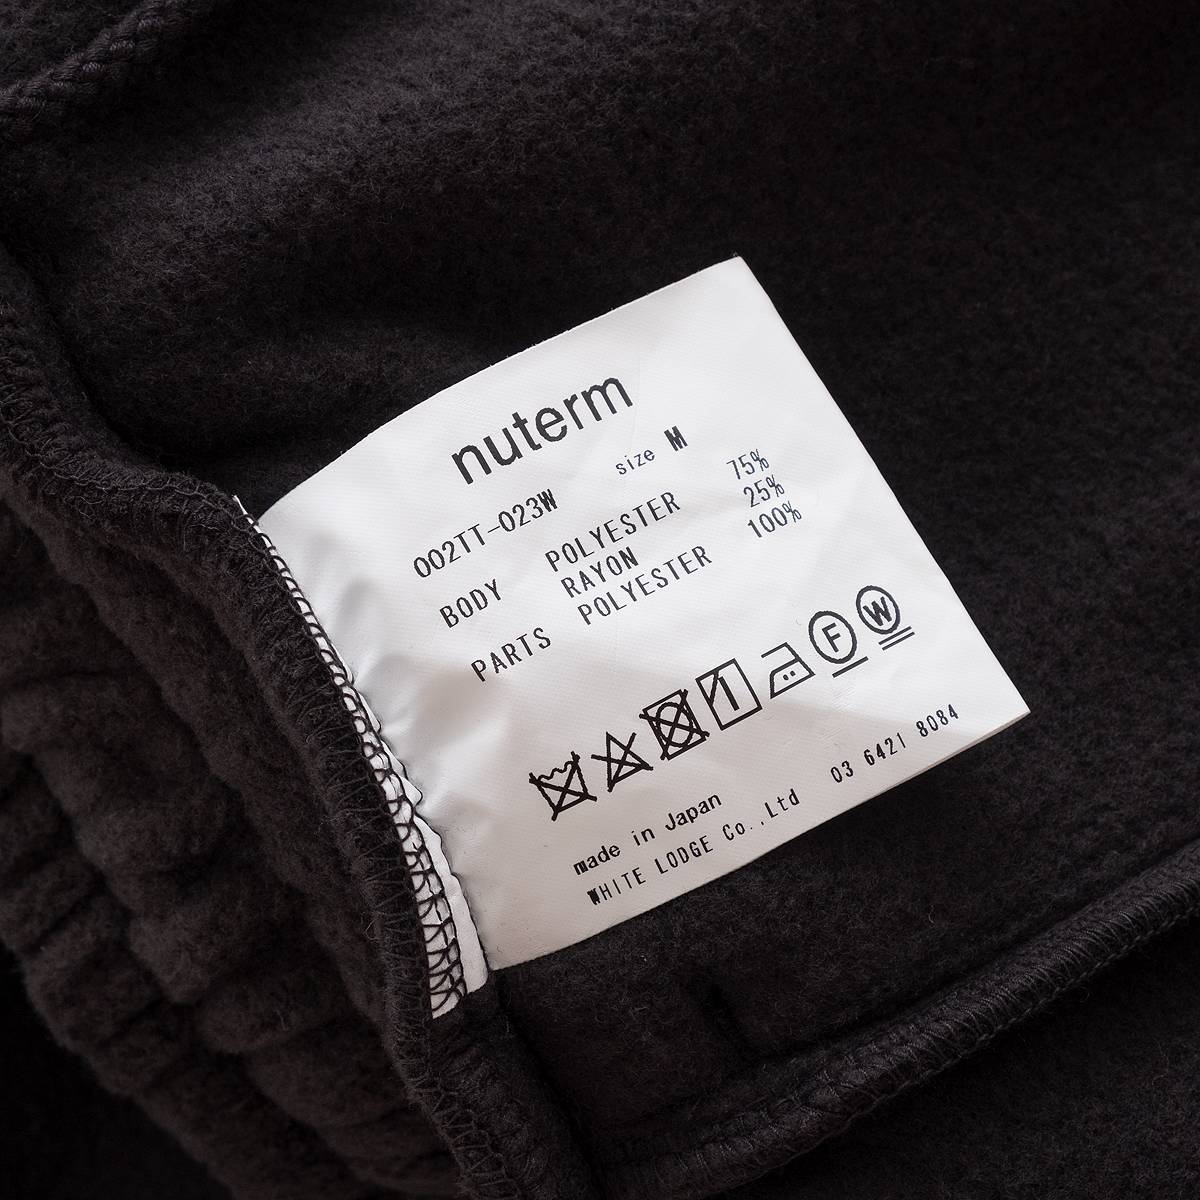 nuterm
size M
002TT-023W
BODY POLYESTER 75%
RAYON 25%
PARTS POLYESTER 100%
F W
made in Japan
WHITE LODGE Co.,Ltd 03 6421 8084